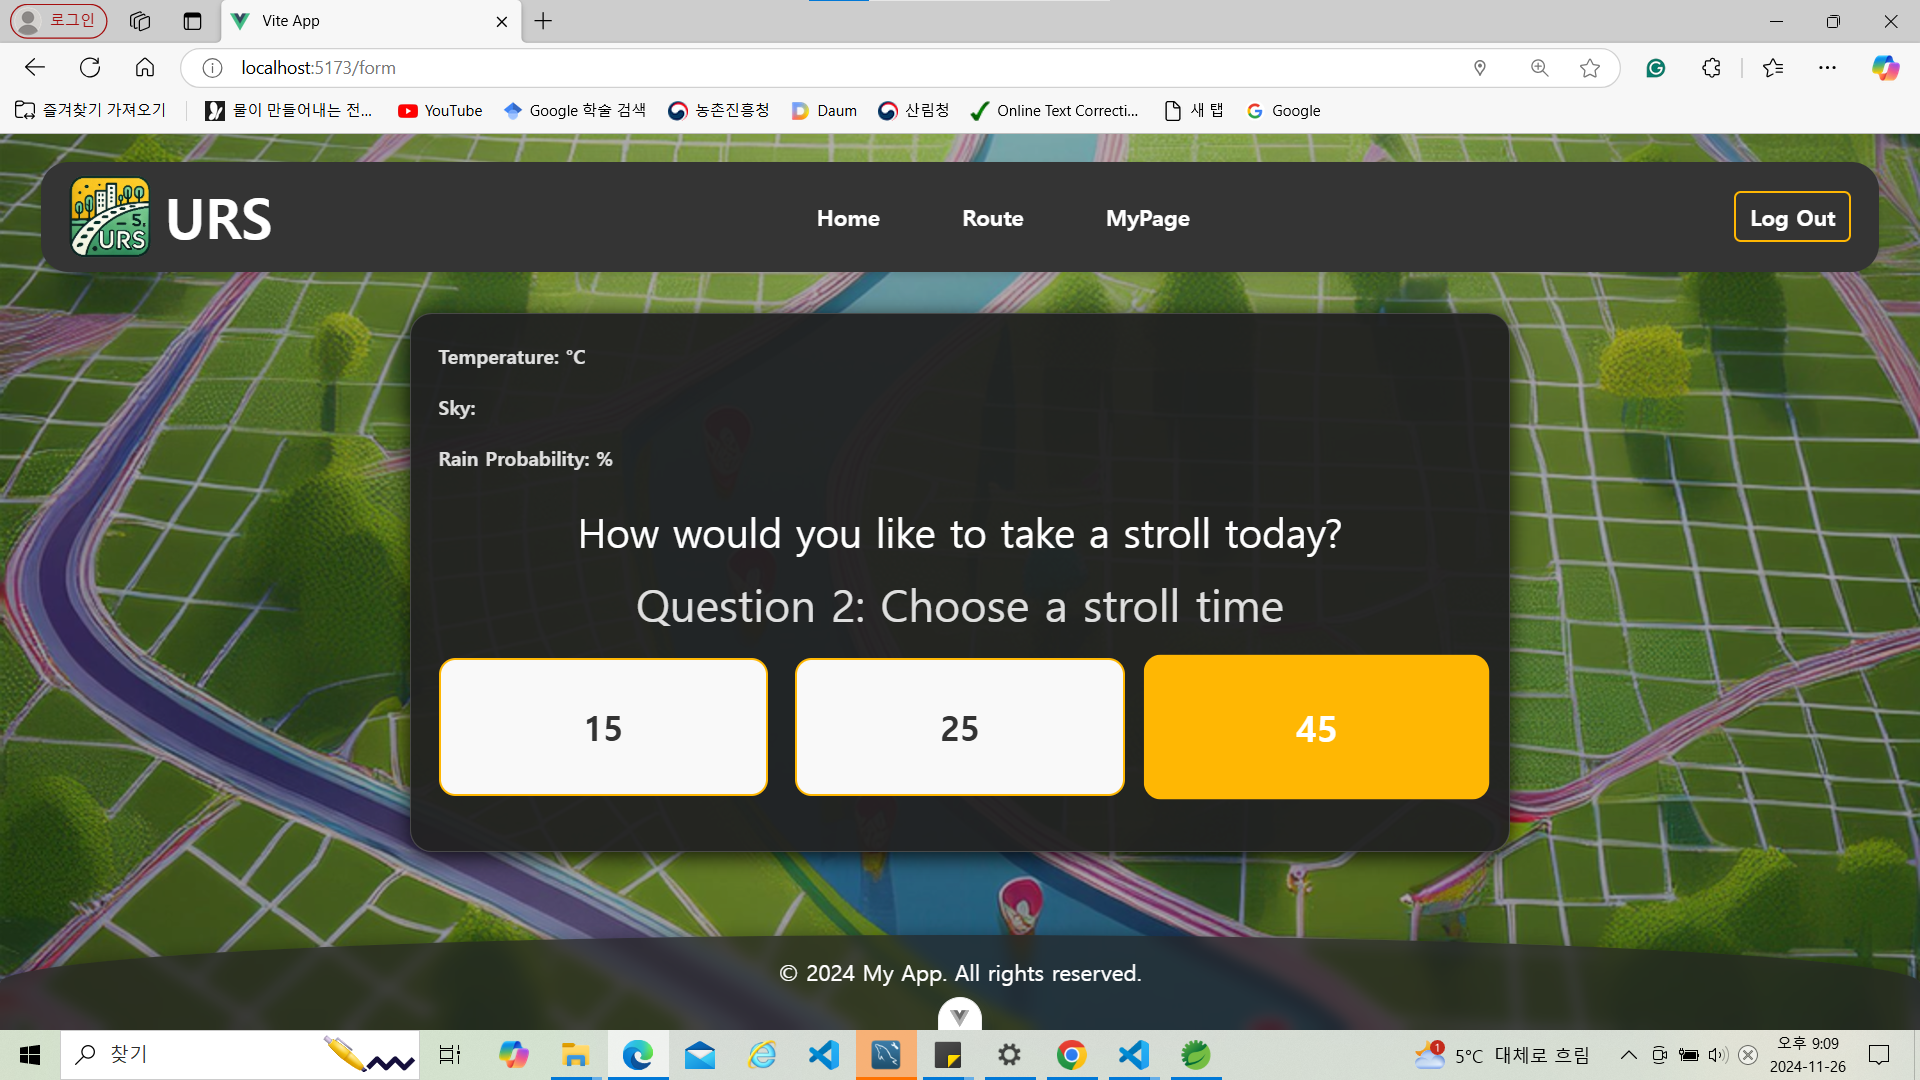 로그인
Vite App
localhost:5173/form
즐겨찾기 가져오기
물이 만들어내는 전...
YouTube
Google 학술 검색
농촌진흥청
Daum
산림청
Online Text Correcti...
새 탭
Google
5.
URS
URS
Home
Route
MyPage
Log Out
Temperature: °C
Sky:
Rain Probability: %
How would you like to take a stroll today?
Question 2: Choose a stroll time
15
25
45
© 2024 My App. All rights reserved.
찾기
1
5°C 대체로 흐림
오후 9:09
2024-11-26